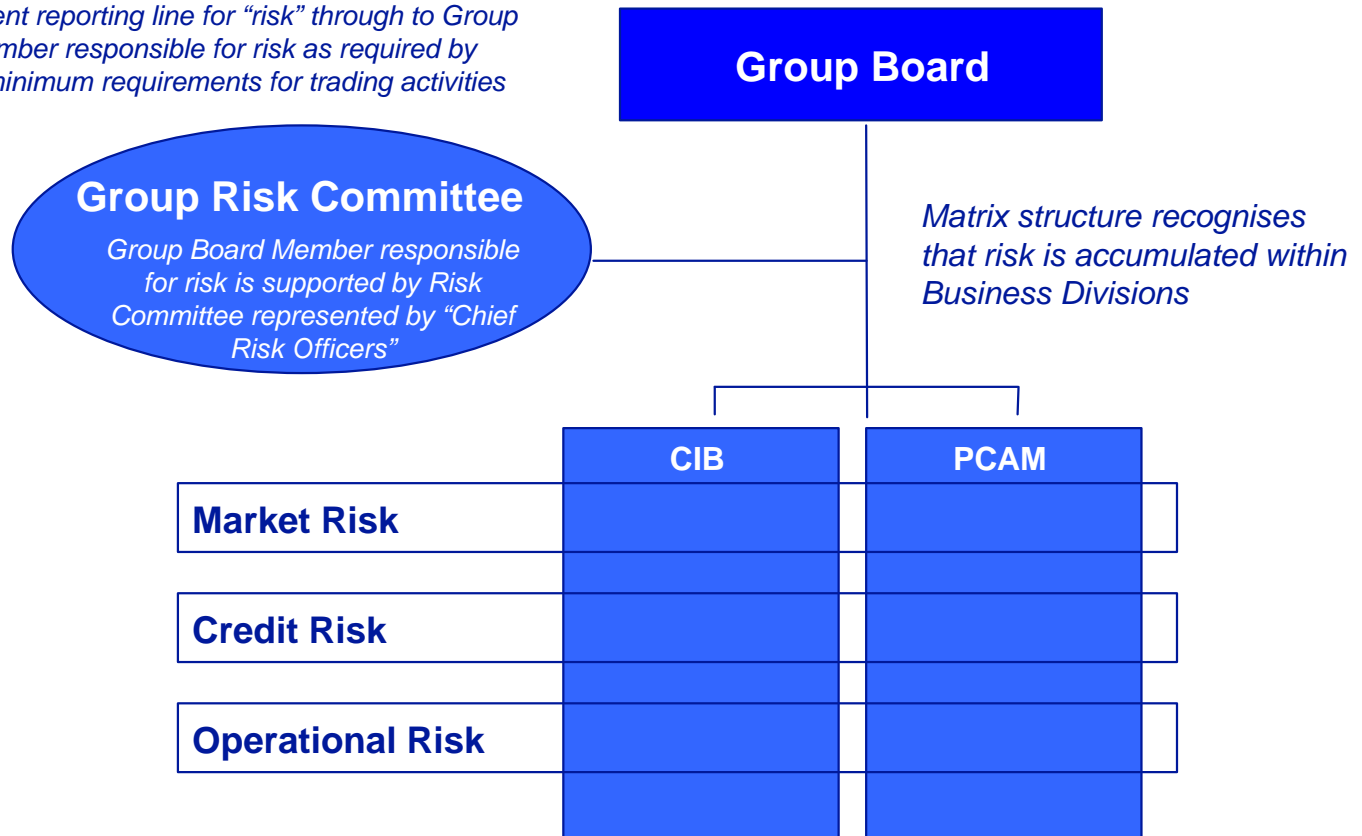 ent reporting line for “risk” through to Group
mber responsible for risk as required by
minimum requirements for trading activities
Group Board
Group Risk Committee
Group Board Member responsible
for risk is supported by Risk
Committee represented by “Chief
Risk Officers”
Matrix structure recognises
that risk is accumulated within
Business Divisions
CIB
PCAM
Market Risk
Credit Risk
Operational Risk